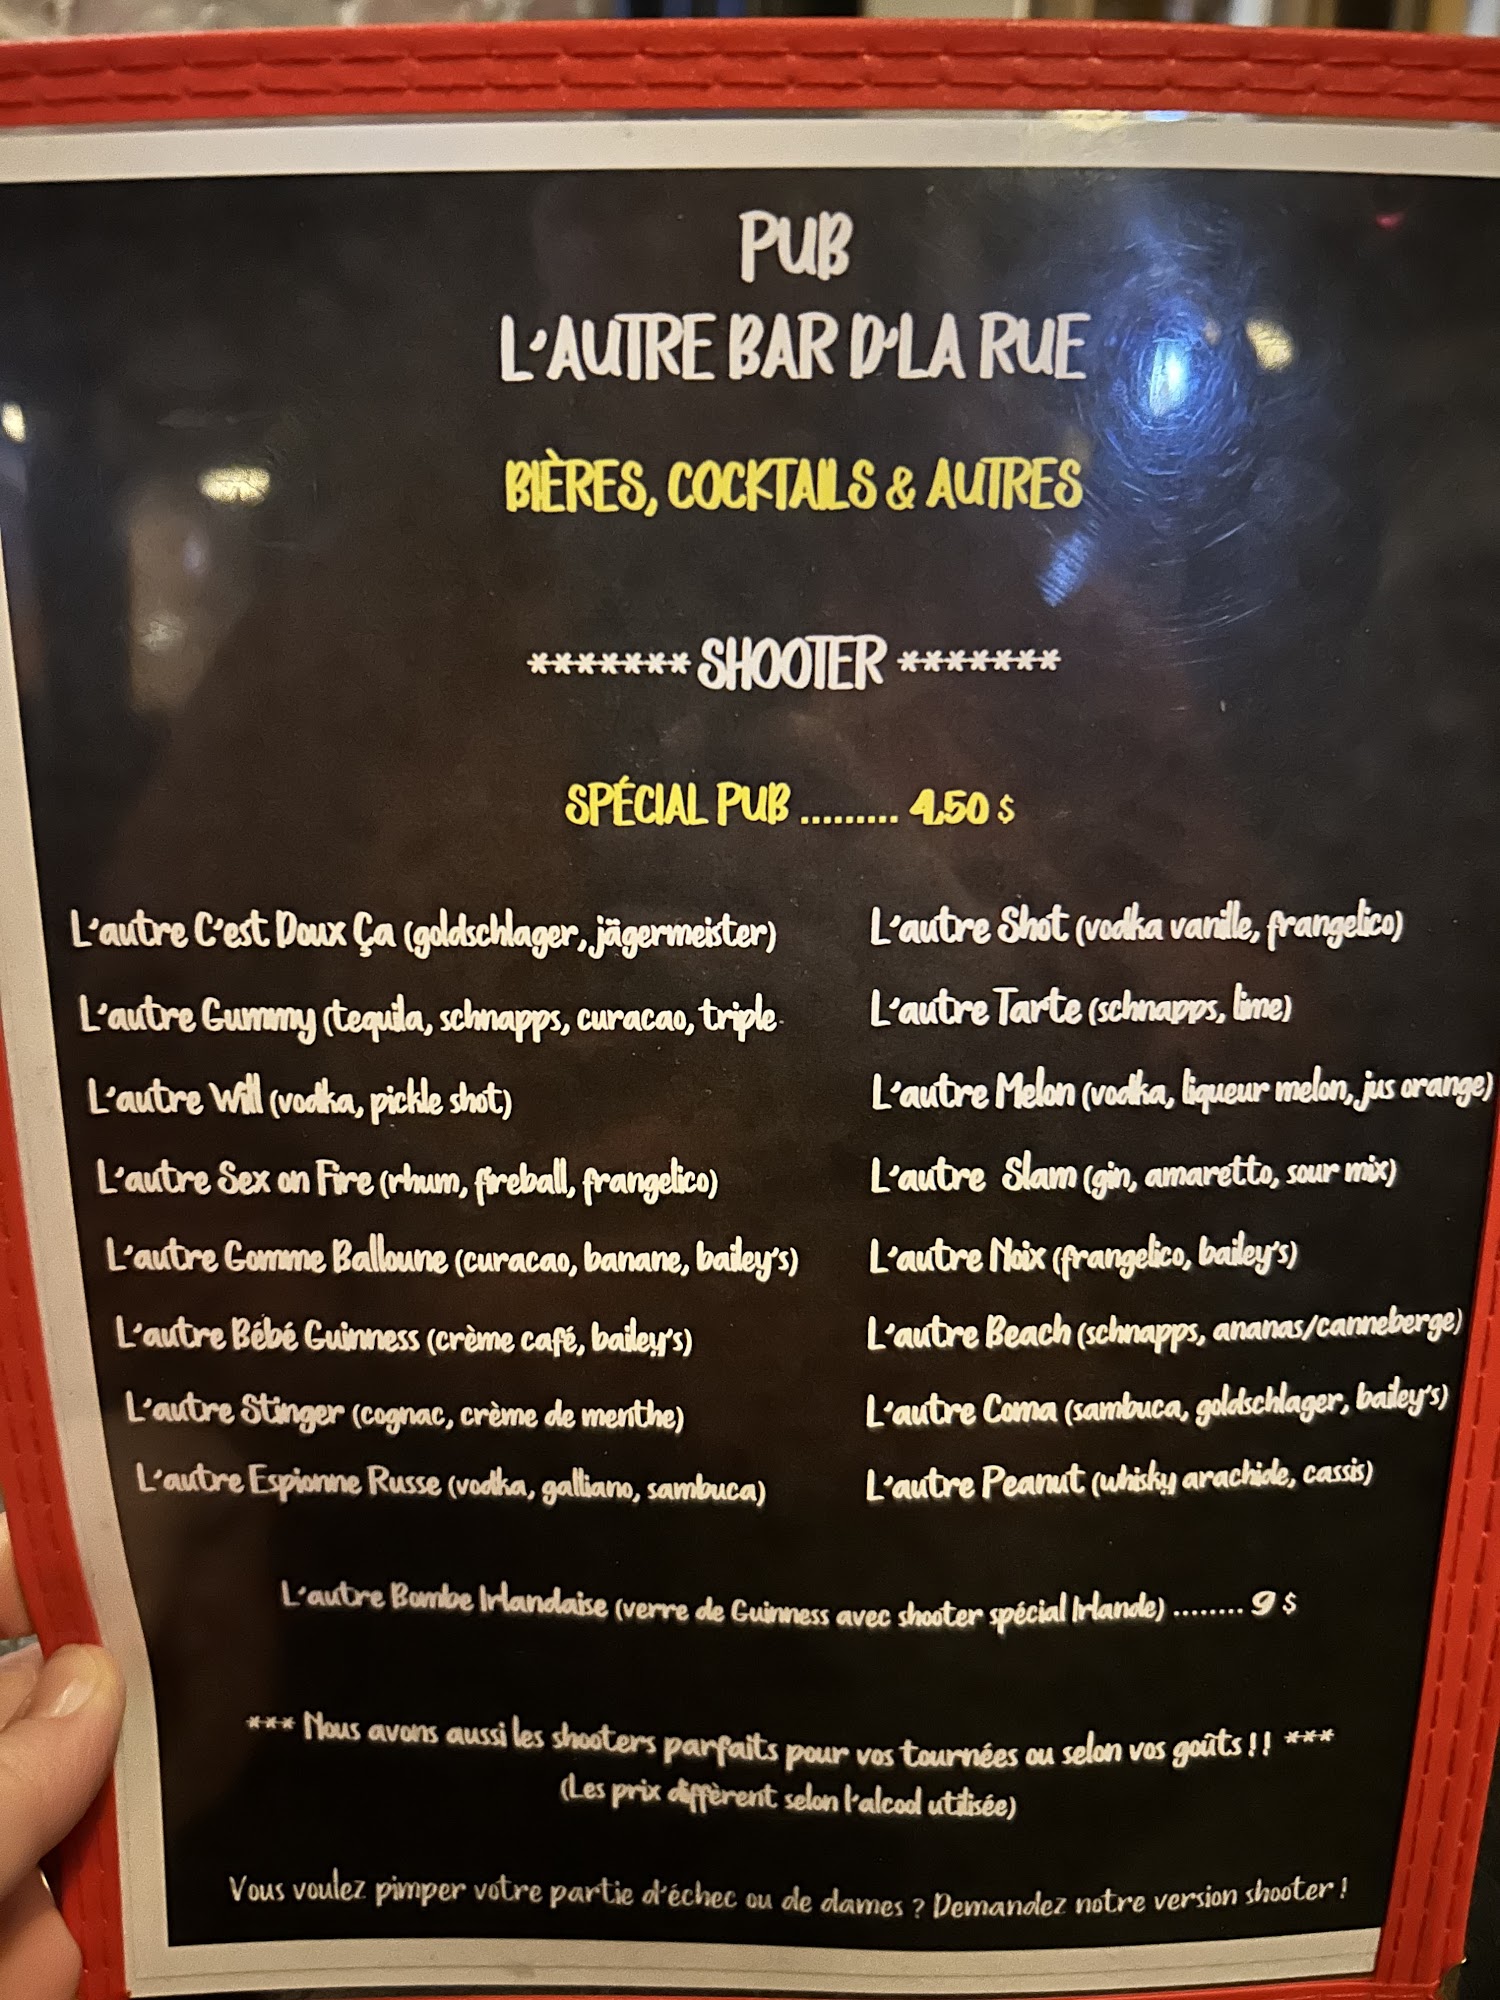 PUB
L'AUTRE BAR D'LA RUE
BIÈRES, COCKTAILS & AUTRES
******* SHOOTER *******
SPÉCIAL PUB ......... 4,50 $
L'autre C'est Doux Ça (goldschlager, jägermeister)
L'autre Gummy (tequila, schnapps, curacao, triple
L'autre Will (vodka, pickle shot)
L'autre Sex on Fire (rhum, fireball, frangelico)
L'autre Gomme Balloune (curacao, banane, bailey's)
L'autre Bébé Guinness (crème café, bailey's)
L'autre Stinger (cognac, crème de menthe)
L'autre Espionne Russe (vodka, galliano, sambuca)
L'autre Shot (vodka vanille, frangelico)
L'autre Tarte (schnapps, lime)
L'autre Melon (vodka, liqueur melon, jus orange)
L'autre Slam (gin, amaretto, sour mix)
L'autre Noix (frangelico, bailey's)
L'autre Beach (schnapps, ananas/canneberge)
L'autre Coma (sambuca, goldschlager, bailey's)
L'autre Peanut (whisky arachide, cassis)
L'autre Bombe Irlandaise (verre de Guinness avec shooter spécial Irlande) ........ 9 $
*** Nous avons aussi les shooters parfaits pour vos tournées ou selon vos goûts !! ***
(Les prix diffèrent selon l'alcool utilisée)
Vous voulez pimper votre partie d'échec ou de dames ? Demandez notre version shooter !